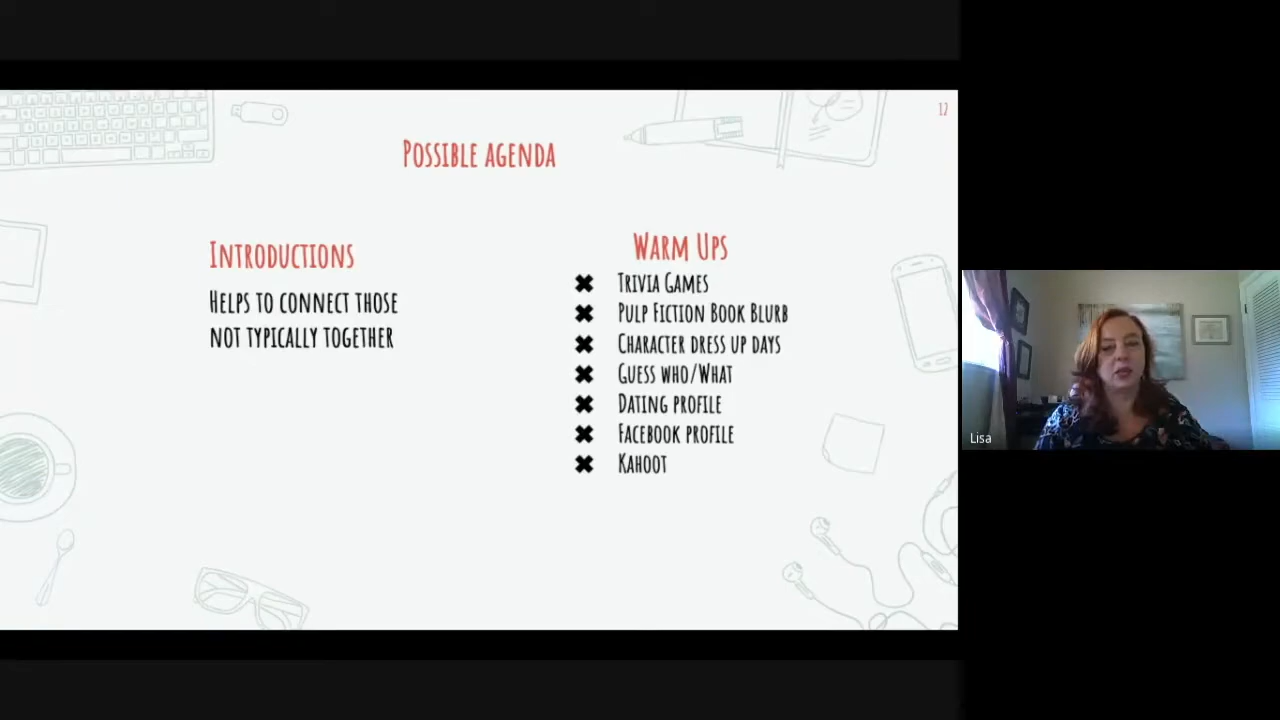 12
Possible agenda
Introductions
Helps to connect those
not typically together
Warm Ups
✖ Trivia Games
✖ Pulp Fiction Book Blurb
✖ Character dress up days
✖ Guess who/What
✖ Dating profile
✖ Facebook profile
✖ Kahoot
Lisa